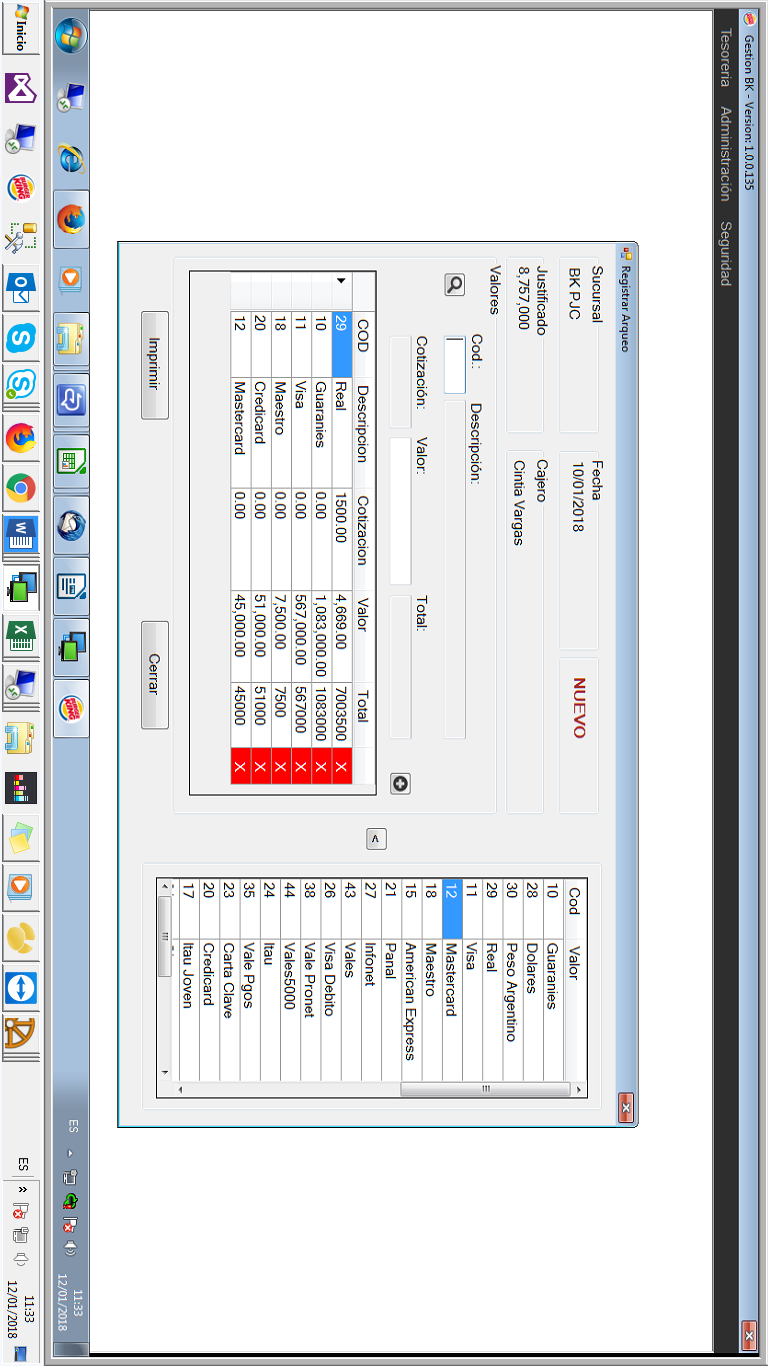 Gestion BK - Version: 1.0.0.135
Tesoreria Administración Seguridad
Registrar Arqueo
Sucursal
BK PJC
Fecha
10/01/2018
NUEVO
Justificado
8,757,000
Cajero
Cintia Vargas
Valores
Cod.: Descripción:
Cotización: Valor: Total:
COD Descripcion Cotizacion Valor Total
29 Real 1500.00 4,669.00 7003500 X
10 Guaranies 0.00 1,083,000.00 1083000 X
11 Visa 0.00 567,000.00 567000 X
18 Maestro 0.00 7,500.00 7500 X
20 Credicard 0.00 51,000.00 51000 X
12 Mastercard 0.00 45,000.00 45000 X
Imprimir Cerrar
<
Cod Valor
10 Guaranies
28 Dolares
30 Peso Argentino
29 Real
11 Visa
12 Mastercard
18 Maestro
15 American Express
21 Panal
27 Infonet
43 Vales
26 Visa Debito
38 Vale Pronet
44 Vales5000
24 Itau
35 Vale Pgos
23 Carta Clave
20 Credicard
17 Itau Joven
ES
11:33
12/01/2018
Inicio
ES
11:33
12/01/2018